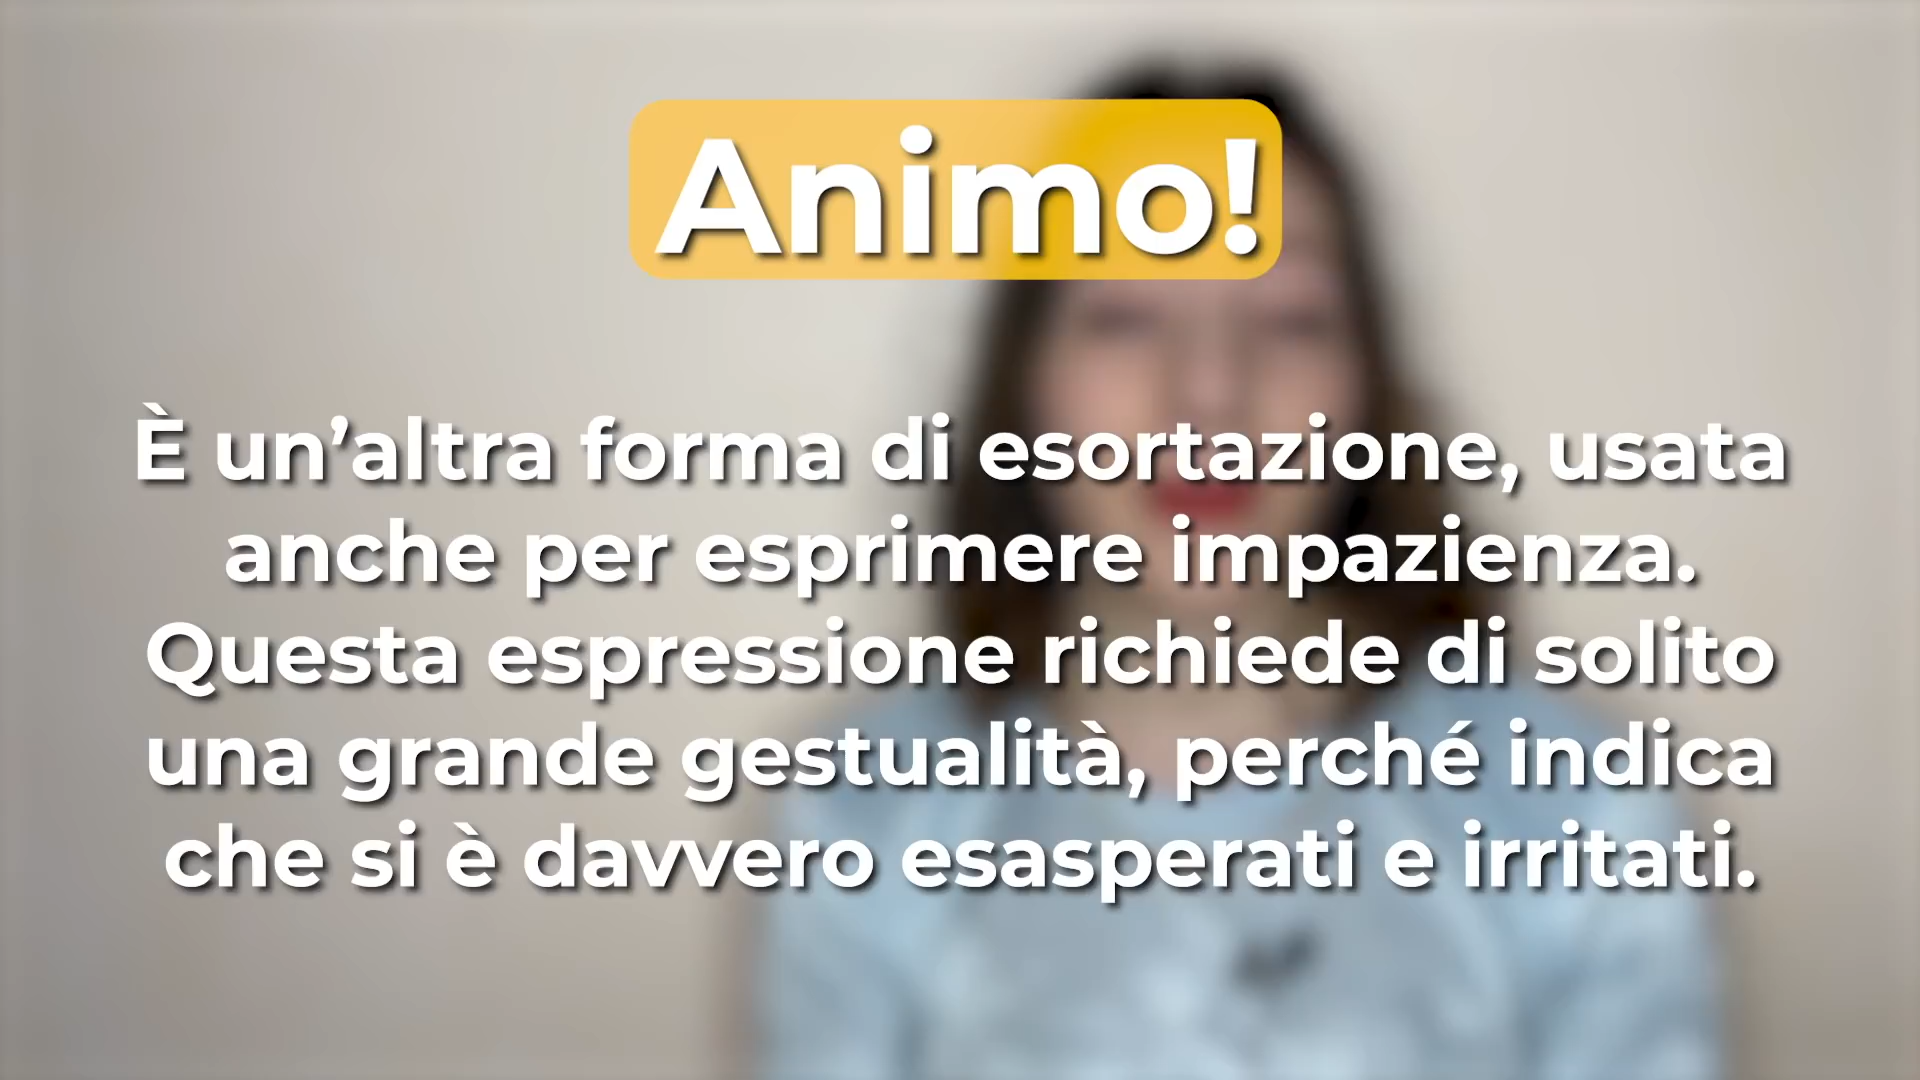 Animo!
È un’altra forma di esortazione, usata
anche per esprimere impazienza.
Questa espressione richiede di solito
una grande gestualità, perché indica
che si è davvero esasperati e irritati.